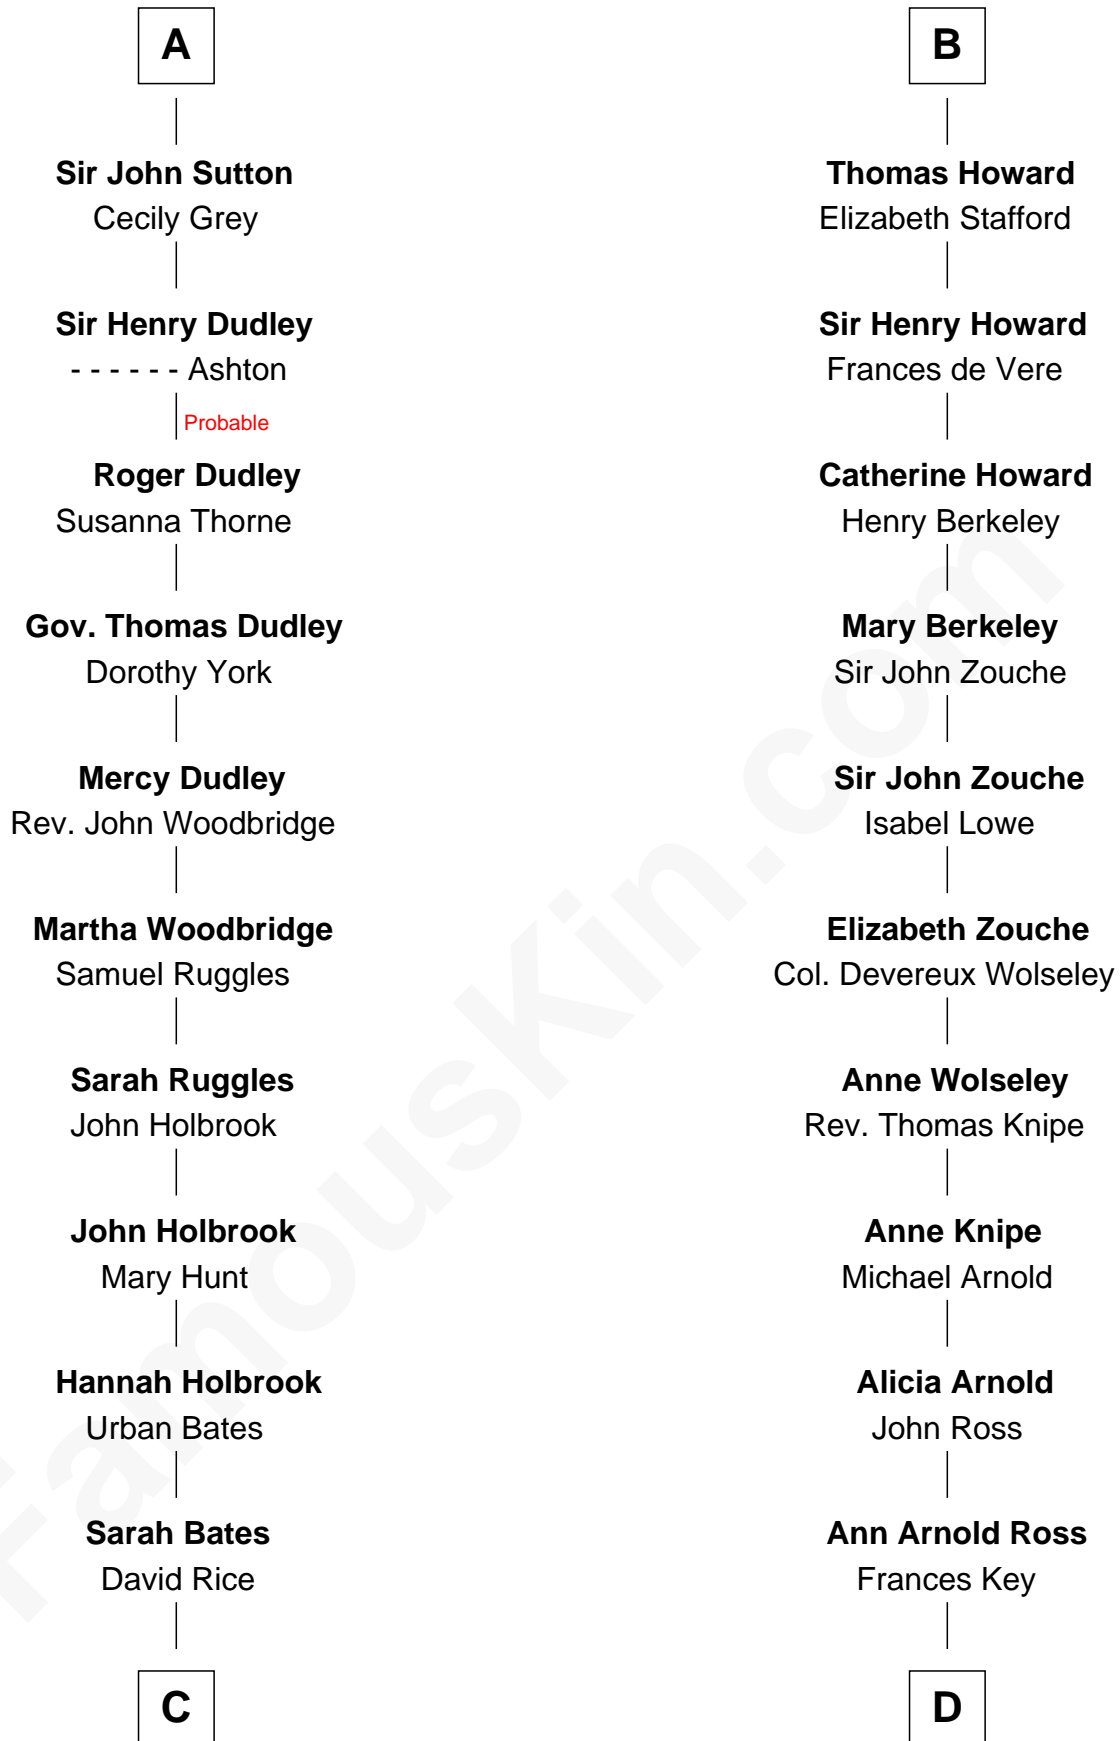 A
Sir John Sutton
Cecily Grey
Sir Henry Dudley
- - - - - - Ashton
Probable
Roger Dudley
Susanna Thorne
Gov. Thomas Dudley
Dorothy York
Mercy Dudley
Rev. John Woodbridge
Martha Woodbridge
Samuel Ruggles
Sarah Ruggles
John Holbrook
John Holbrook
Mary Hunt
Hannah Holbrook
Urban Bates
Sarah Bates
David Rice
C
B
Thomas Howard
Elizabeth Stafford
Sir Henry Howard
Frances de Vere
Catherine Howard
Henry Berkeley
Mary Berkeley
Sir John Zouche
Sir John Zouche
Isabel Lowe
Elizabeth Zouche
Col. Devereux Wolseley
Anne Wolseley
Rev. Thomas Knipe
Anne Knipe
Michael Arnold
Alicia Arnold
John Ross
Ann Arnold Ross
Frances Key
D
FamousKin.com